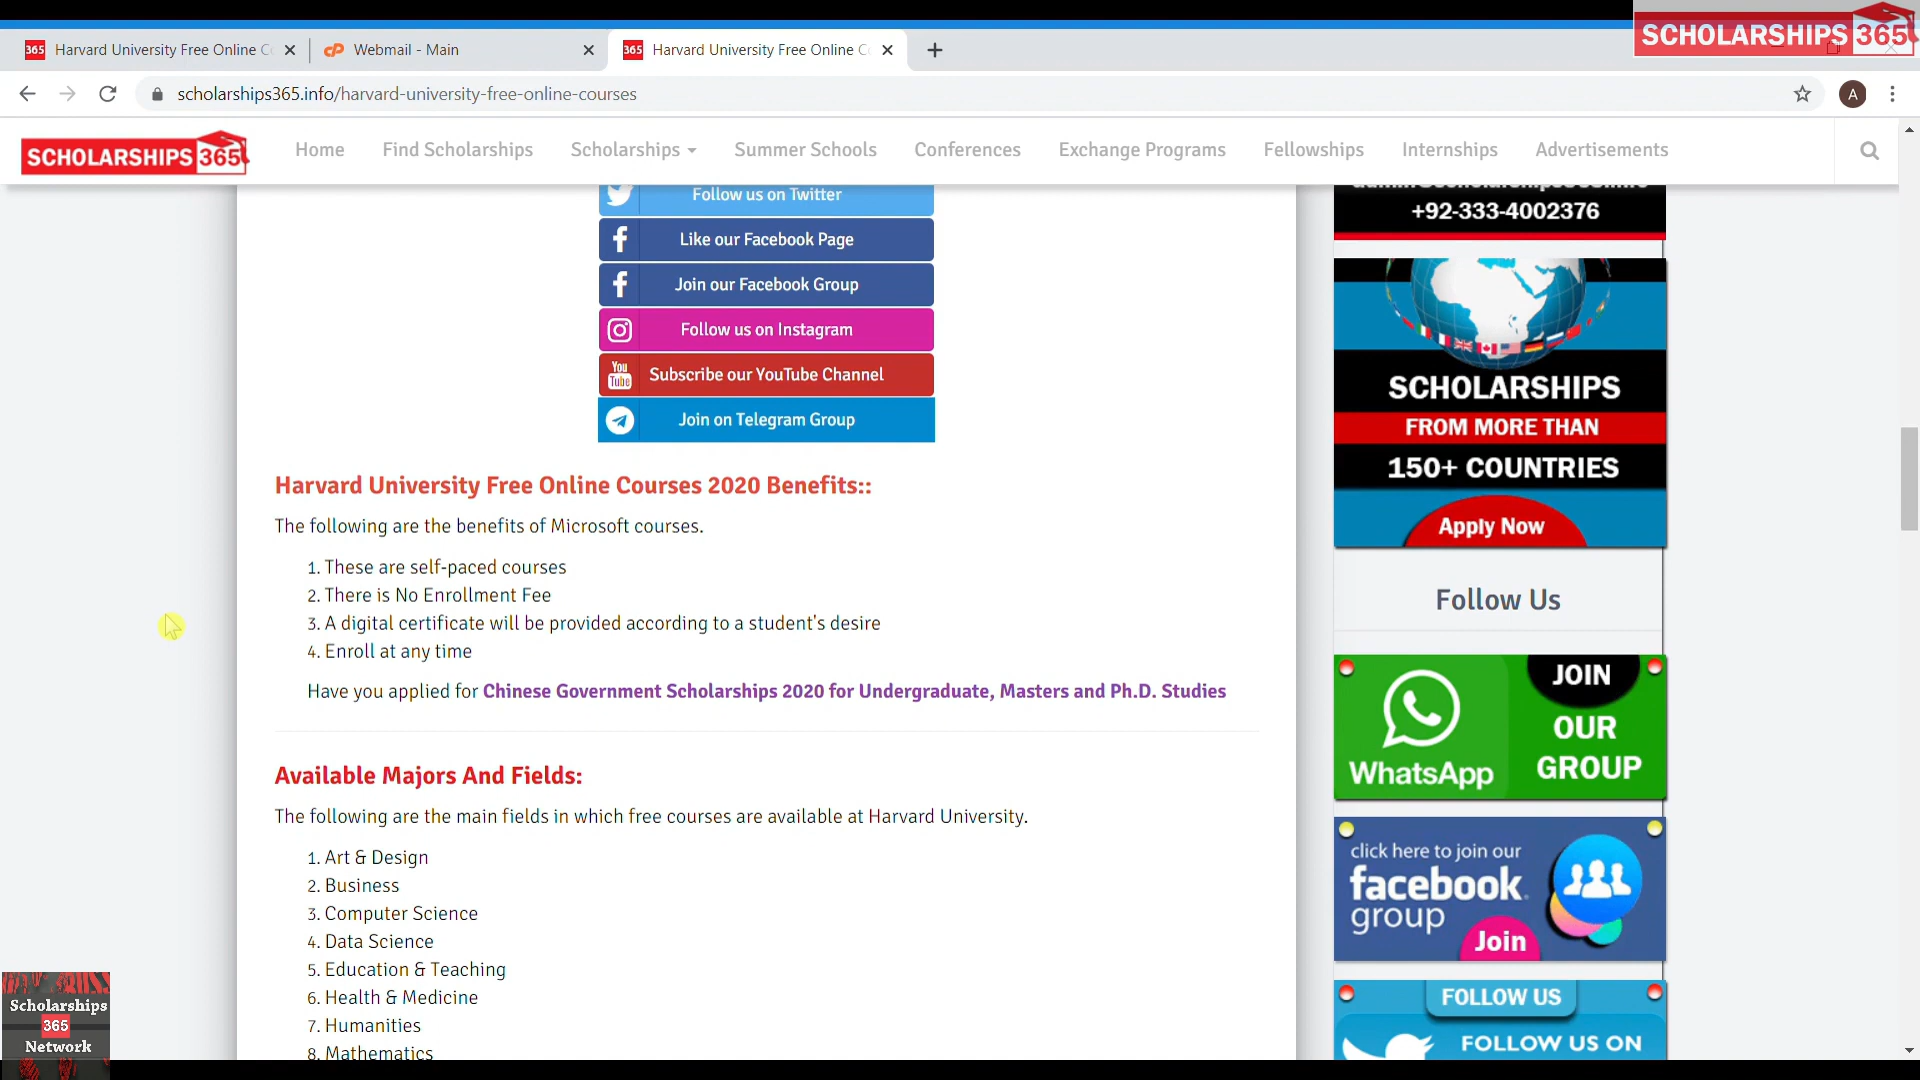 SCHOLARSHIPS 365
365 Harvard University Free Online Co
Webmail - Main
365 Harvard University Free Online Co
scholarships365.info/harvard-university-free-online-courses
A
SCHOLARSHIPS 365
Home
Find Scholarships
Scholarships
Summer Schools
Conferences
Exchange Programs
Fellowships
Internships
Advertisements
Follow us on Twitter
Like our Facebook Page
Join our Facebook Group
Follow us on Instagram
You Tube Subscribe our YouTube Channel
Join on Telegram Group
Harvard University Free Online Courses 2020 Benefits::
The following are the benefits of Microsoft courses.
1. These are self-paced courses
2. There is No Enrollment Fee
3. A digital certificate will be provided according to a student's desire
4. Enroll at any time
Have you applied for Chinese Government Scholarships 2020 for Undergraduate, Masters and Ph.D. Studies
Available Majors And Fields:
The following are the main fields in which free courses are available at Harvard University.
1. Art & Design
2. Business
3. Computer Science
4. Data Science
5. Education & Teaching
6. Health & Medicine
7. Humanities
8. Mathematics
+92-333-4002376
SCHOLARSHIPS
FROM MORE THAN
150+ COUNTRIES
Apply Now
Follow Us
JOIN
OUR
GROUP
WhatsApp
click here to join our
facebook
group
Join
FOLLOW US
FOLLOW US ON
Scholarships
365
Network